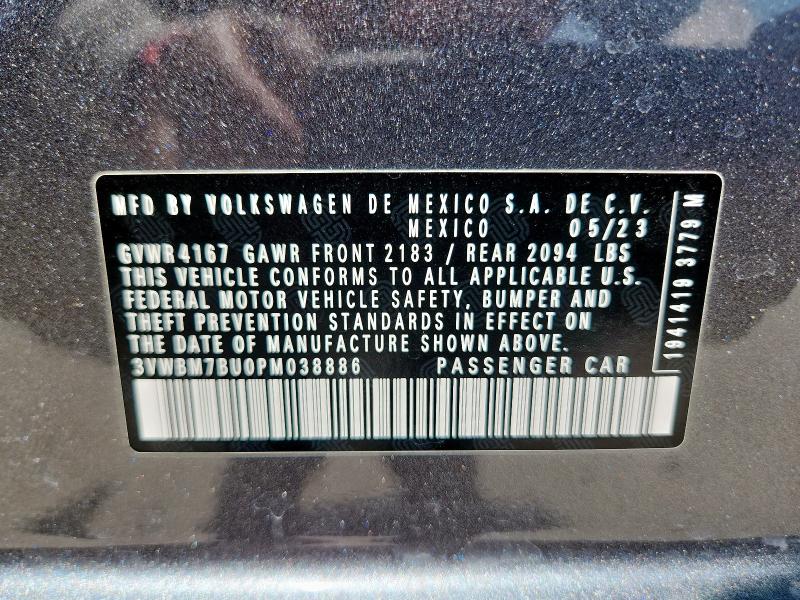 MFD BY VOLKSWAGEN DE MEXICO S.A. DE C.V.
MEXICO 05/23
GVWR4167 GAWR FRONT 2183 / REAR 2094 LBS
THIS VEHICLE CONFORMS TO ALL APPLICABLE U.S.
FEDERAL MOTOR VEHICLE SAFETY, BUMPER AND
THEFT PREVENTION STANDARDS IN EFFECT ON
THE DATE OF MANUFACTURE SHOWN ABOVE.
3VWBM7BU0PM038886 PASSENGER CAR
1941419 3779 M